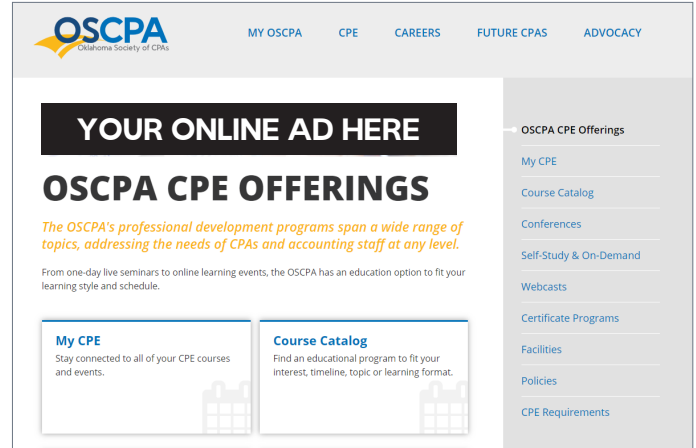 OSCPA
Oklahoma Society of CPAs
MY OSCPA
CPE
CAREERS
FUTURE CPAS
ADVOCACY
YOUR ONLINE AD HERE
OSCPA CPE OFFERINGS
The OSCPA's professional development programs span a wide range of
topics, addressing the needs of CPAs and accounting staff at any level.
From one-day live seminars to online learning events, the OSCPA has an education option to fit your
learning style and schedule.
My CPE
Stay connected to all of your CPE courses
and events.
Course Catalog
Find an educational program to fit your
interest, timeline, topic or learning format.
OSCPA CPE Offerings
My CPE
Course Catalog
Conferences
Self-Study & On-Demand
Webcasts
Certificate Programs
Facilities
Policies
CPE Requirements